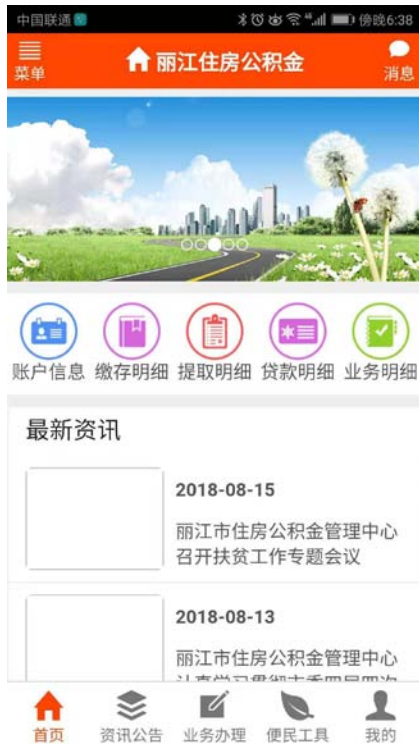 中国联通 傍晚6:38
菜单 丽江住房公积金 消息
账户信息 缴存明细 提取明细 贷款明细 业务明细
最新资讯
2018-08-15
丽江市住房公积金管理中心
召开扶贫工作专题会议
2018-08-13
丽江市住房公积金管理中心
首页 资讯公告 业务办理 便民工具 我的